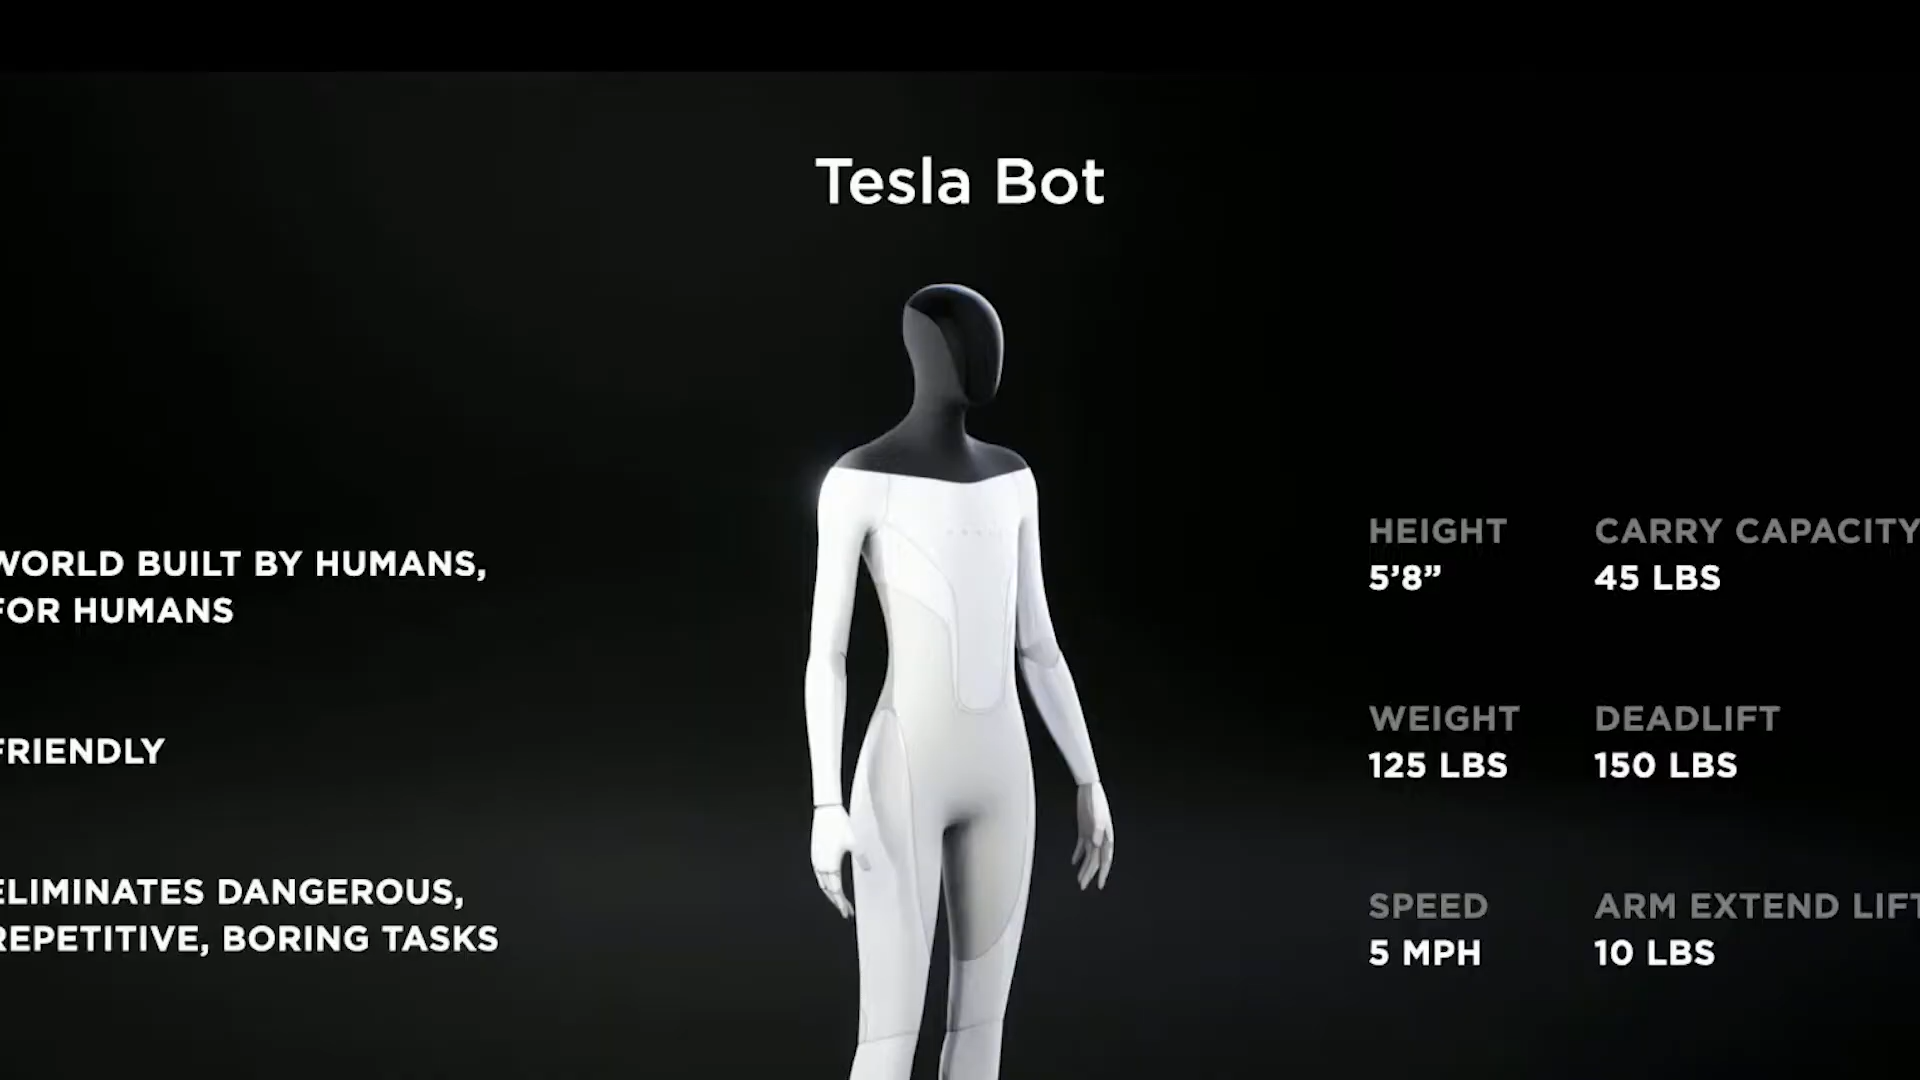 Tesla Bot
WORLD BUILT BY HUMANS,
FOR HUMANS
FRIENDLY
ELIMINATES DANGEROUS,
REPETITIVE, BORING TASKS
HEIGHT
5’8”
CARRY CAPACITY
45 LBS
WEIGHT
125 LBS
DEADLIFT
150 LBS
SPEED
5 MPH
ARM EXTEND LIFT
10 LBS